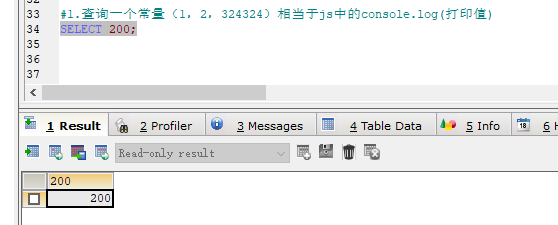 32
33 #1.查询一个常量（1, 2, 324324）相当于js中的console.log(打印值)
34 SELECT 200;
35
36
37
1 Result 2 Profiler 3 Messages 4 Table Data 5 Info 18 6
Read-only result
200
200